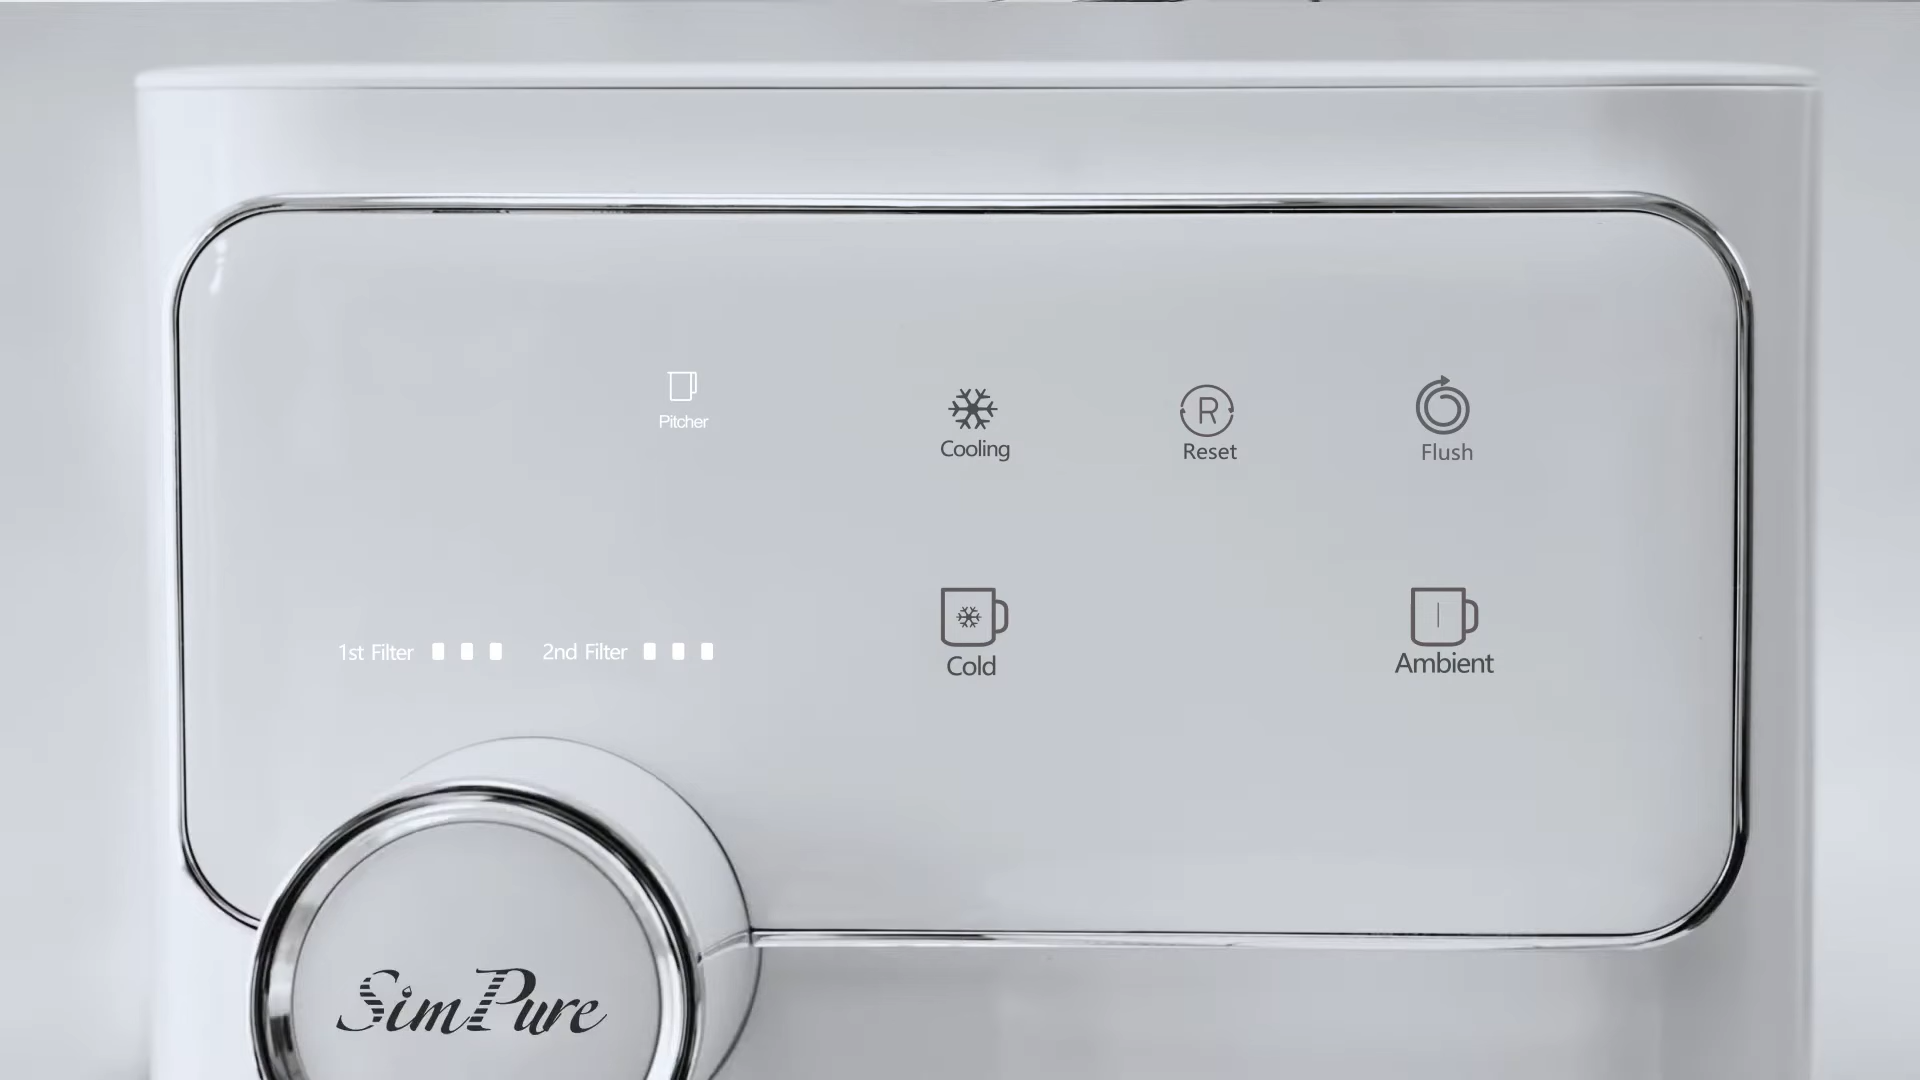 Pitcher
Cooling
R
Reset
Flush
1st Filter
2nd Filter
Cold
Ambient
SimPure